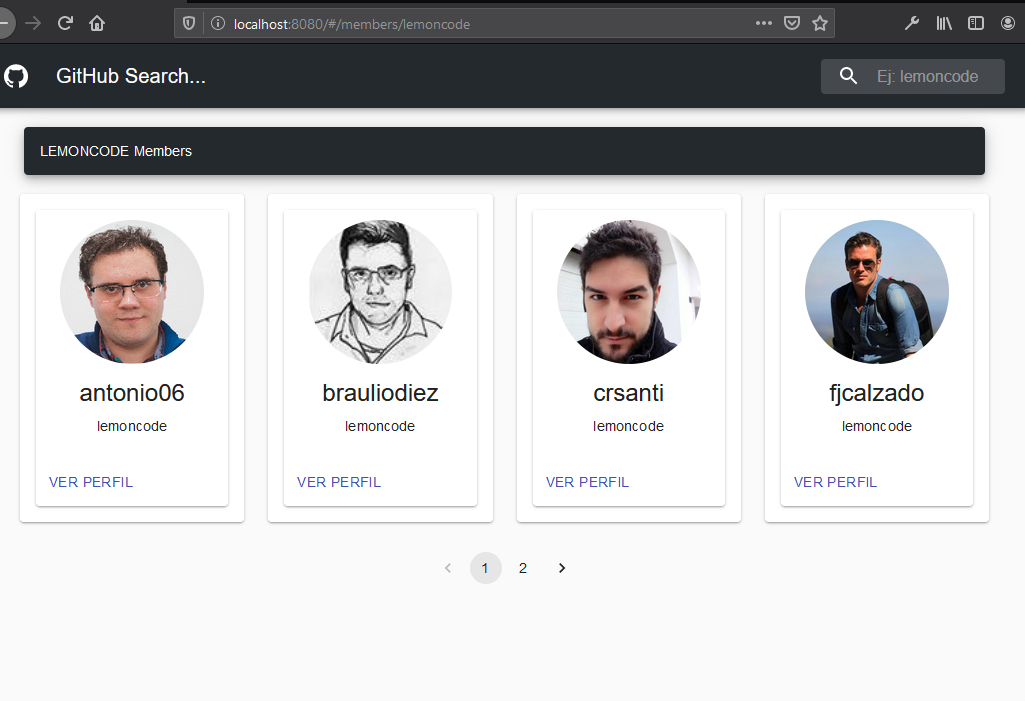 localhost:8080/#/members/lemoncode
GitHub Search...
Ej: lemoncode
LEMONCODE Members
antonio06
lemoncode
VER PERFIL
brauliodiez
lemoncode
VER PERFIL
crsanti
lemoncode
VER PERFIL
fjcalzado
lemoncode
VER PERFIL
1 2